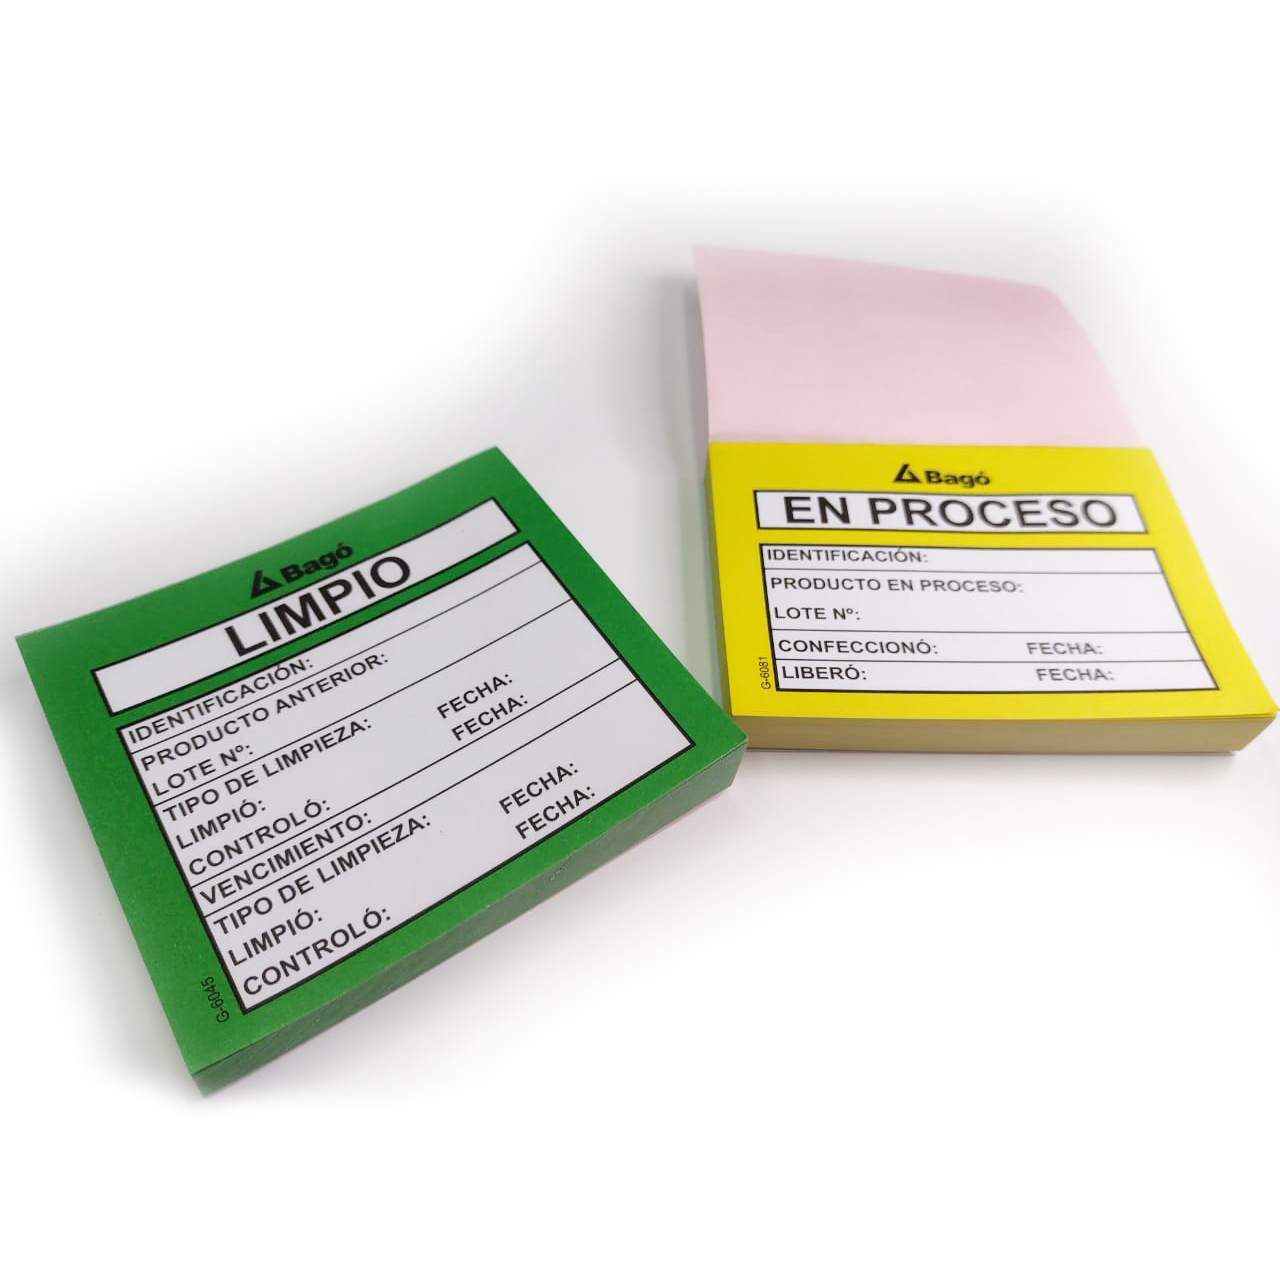 Bagó
LIMPIO
IDENTIFICACIÓN:
PRODUCTO ANTERIOR:
LOTE Nº:
TIPO DE LIMPIEZA:
LIMPIÓ: FECHA:
CONTROLÓ: FECHA:
VENCIMIENTO:
TIPO DE LIMPIEZA:
LIMPIÓ: FECHA:
CONTROLÓ: FECHA:
G-6045
Bagó
EN PROCESO
IDENTIFICACIÓN:
PRODUCTO EN PROCESO:
LOTE Nº:
CONFECCIONÓ: FECHA:
LIBERÓ: FECHA:
G-6081